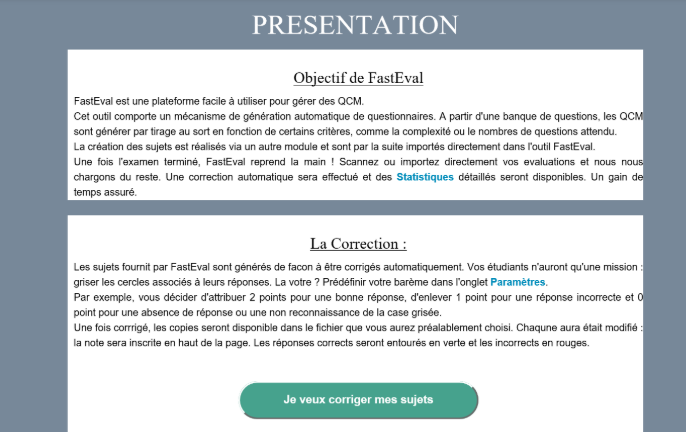 PRESENTATION
Objectif de FastEval
FastEval est une plateforme facile à utiliser pour gérer des QCM.
Cet outil comporte un mécanisme de génération automatique de questionnaire. A partir d'une banque de questions, les QCM
sont générer par tirage au sort en fonction de certains critères, comme la complexité ou le nombres de questions attendu.
La création des sujets est réalisés via un autre module et sont par la suite importés directement dans l'outil FastEval.
Une fois l'examen terminé, FastEval reprend la main ! Scannez ou importez directement vos evaluations et nous nous
chargons du reste. Une correction automatique sera effectué et des Statistiques détaillés seront disponibles. Un gain de
temps assuré.
La Correction :
Les sujets fournit par FastEval sont générés de facon à être corrigés automatiquement. Vos étudiants n'auront qu'une mission :
griser les cercles associés à leurs réponses. La votre ? Prédéfinir votre barème dans l'onglet Paramètres.
Par exemple, vous décider d'attribuer 2 points pour une bonne réponse, d'enlever 1 point pour une réponse incorrecte et 0
point pour une absence de réponse ou une non reconnaissance de la case grisée.
Une fois corrrigé, les copies seront disponible dans le fichier que vous aurez préalablement choisi. Chaqune aura était modifié :
la note sera inscrite en haut de la page. Les réponses corrects seront entourés en verte et les incorrects en rouges.
Je veux corriger mes sujets